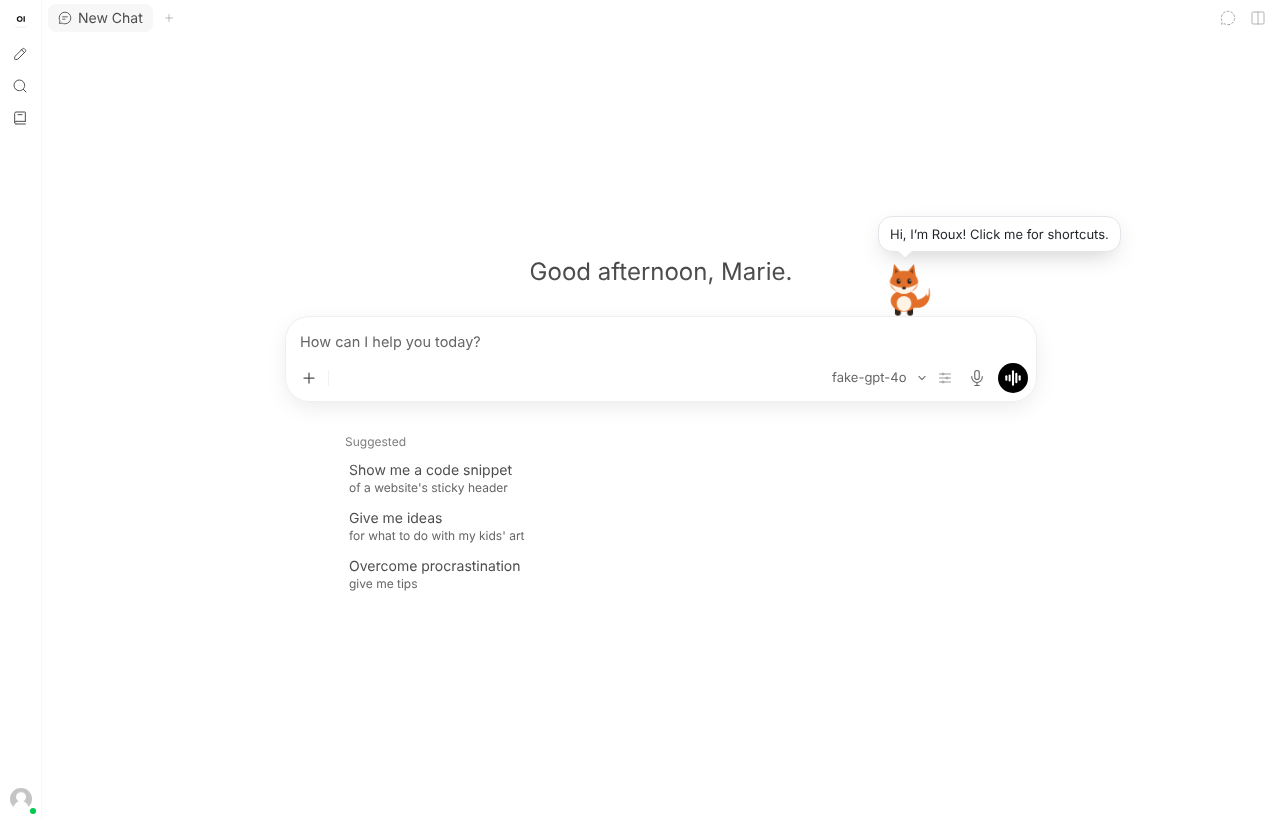 OI
New Chat
Hi, I'm Roux! Click me for shortcuts.
Good afternoon, Marie.
How can I help you today?
fake-gpt-4o
Suggested
Show me a code snippet
of a website's sticky header
Give me ideas
for what to do with my kids' art
Overcome procrastination
give me tips